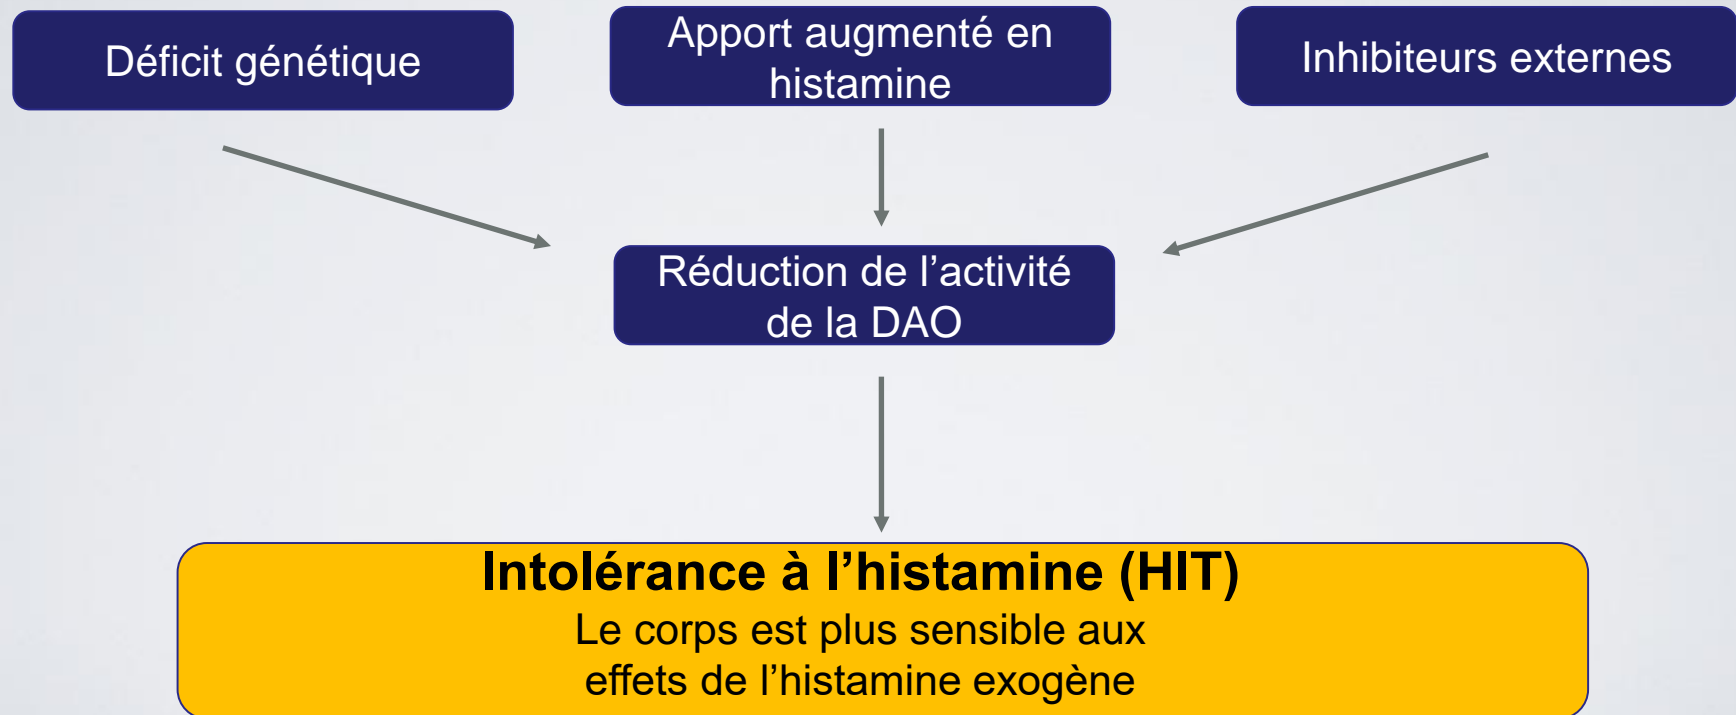 Déficit génétique
Apport augmenté en
histamine
Inhibiteurs externes
Réduction de l’activité
de la DAO
Intolérance à l’histamine (HIT)
Le corps est plus sensible aux
effets de l’histamine exogène